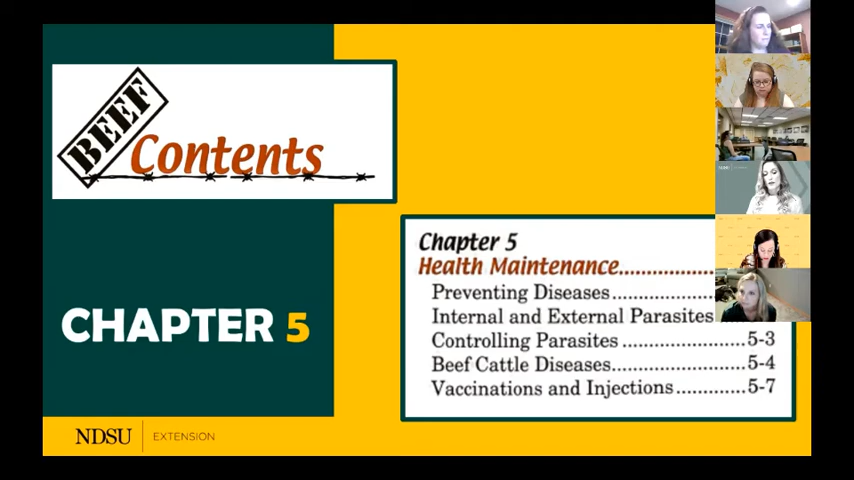 BEEF
Contents
CHAPTER 5
Chapter 5
Health Maintenance................
Preventing Diseases................
Internal and External Parasites
Controlling Parasites.....................5-3
Beef Cattle Diseases.......................5-4
Vaccinations and Injections............5-7
NDSU EXTENSION